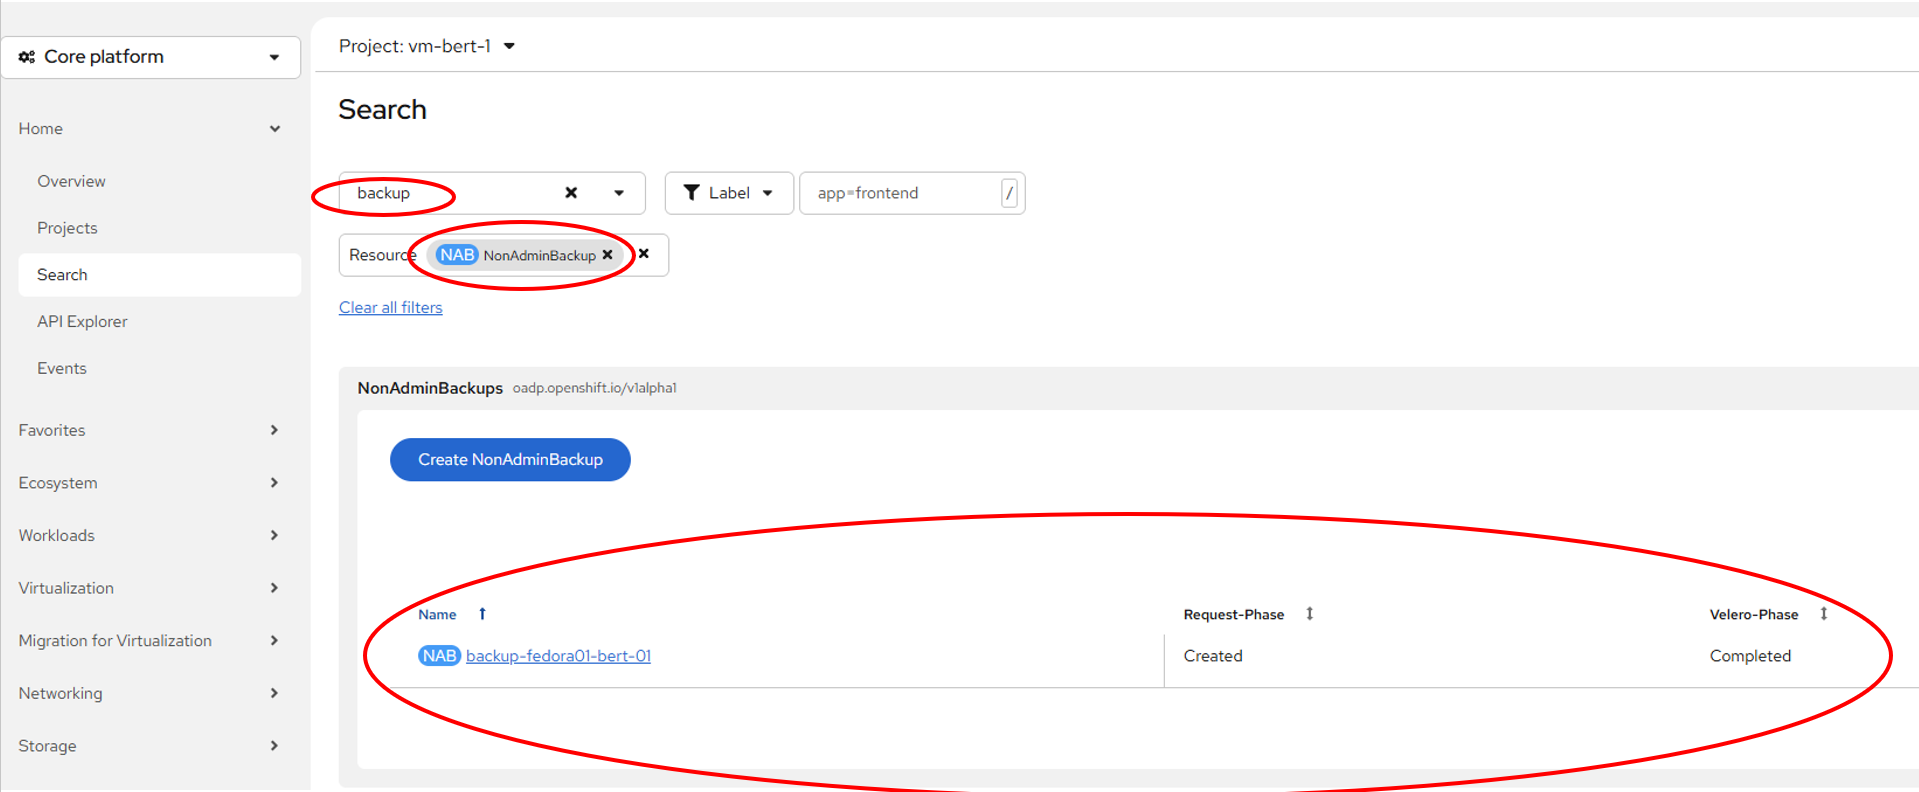 Core platform
Home
Overview
Projects
Search
API Explorer
Events
Favorites
Ecosystem
Workloads
Virtualization
Migration for Virtualization
Networking
Storage
Project: vm-bert-1
Search
backup
Label
app=frontend
/
Resource NAB NonAdminBackup
Clear all filters
NonAdminBackups oadp.openshift.io/v1alpha1
Create NonAdminBackup
Name Request-Phase Velero-Phase
NAB backup-fedora01-bert-01 Created Completed